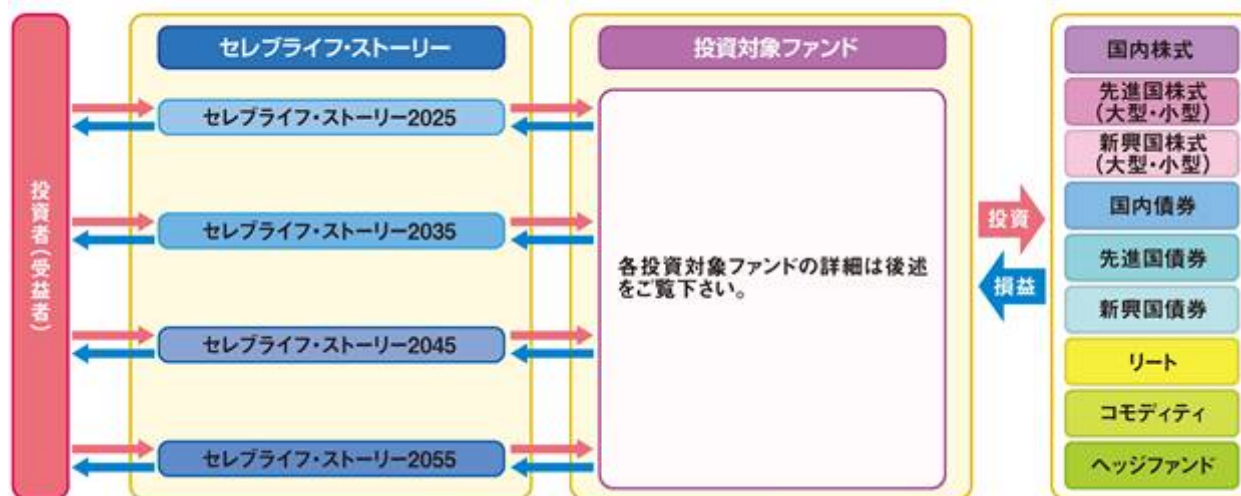 投資者(受益者)
セレブライフ・ストーリー
セレブライフ・ストーリー2025
セレブライフ・ストーリー2035
セレブライフ・ストーリー2045
セレブライフ・ストーリー2055
投資対象ファンド
各投資対象ファンドの詳細は後述
をご覧下さい。
投資
損益
国内株式
先進国株式
(大型・小型)
新興国株式
(大型・小型)
国内債券
先進国債券
新興国債券
リート
コモディティ
ヘッジファンド